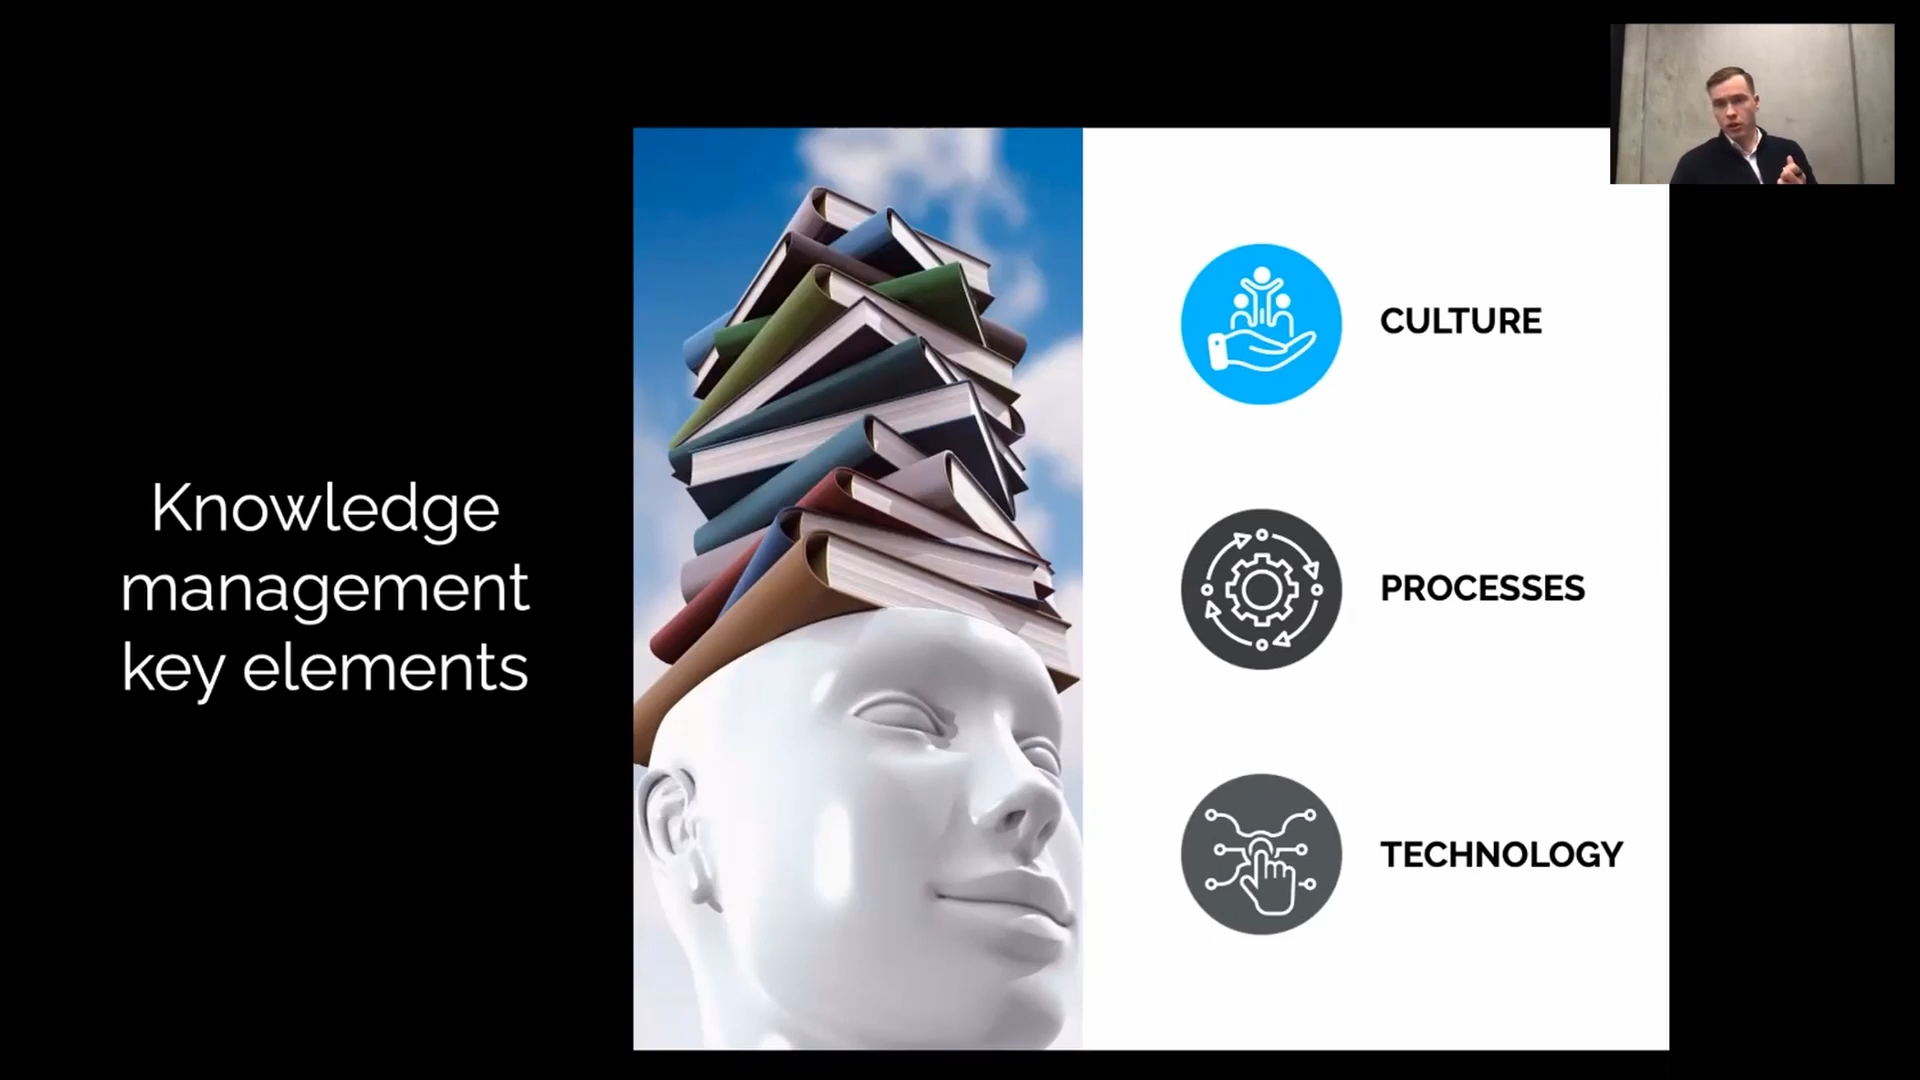 Knowledge
management
key elements
CULTURE
PROCESSES
TECHNOLOGY